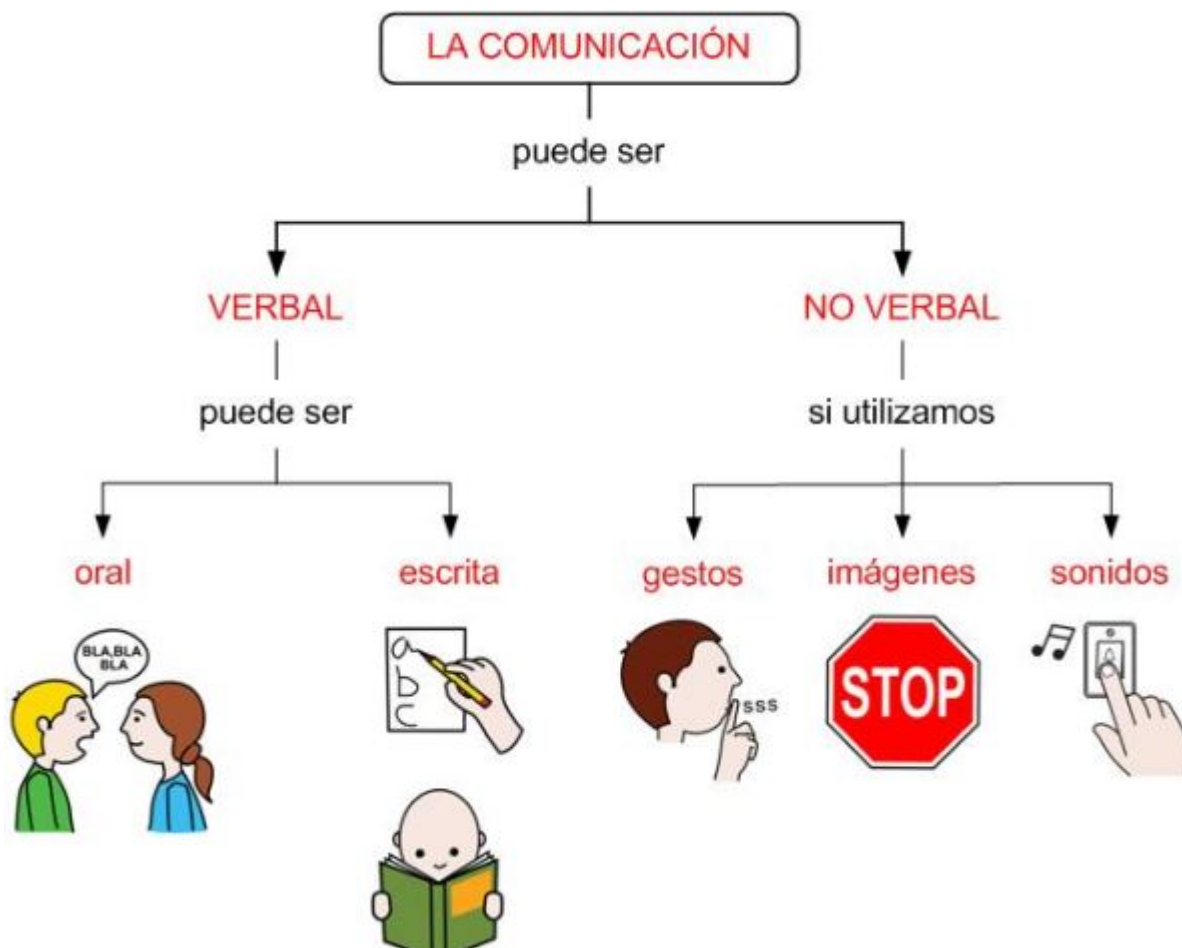 LA COMUNICACIÓN
puede ser
VERBAL
NO VERBAL
puede ser
si utilizamos
oral
escrita
gestos
imágenes
sonidos
BLA,BLA
BLA
a
b
c
sss
STOP